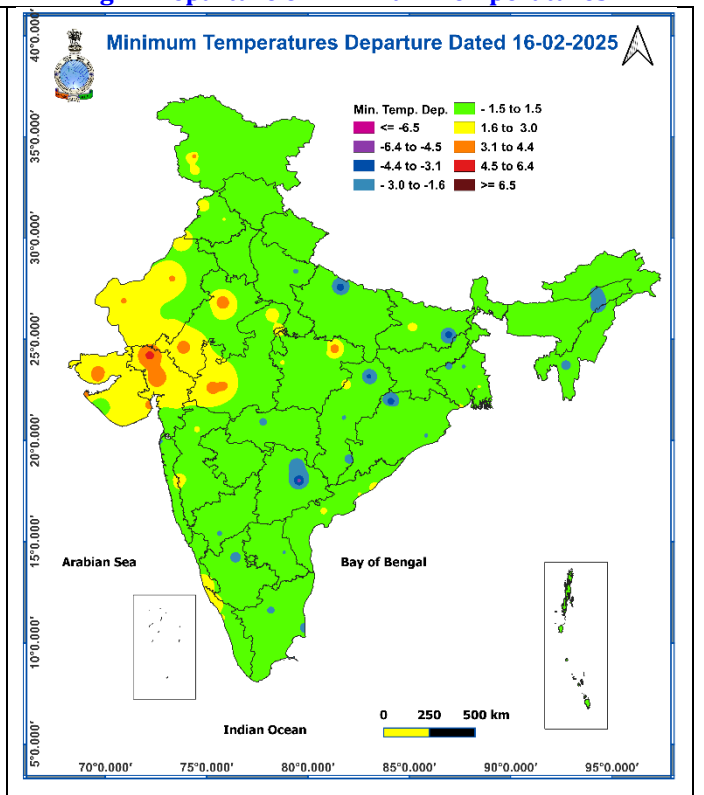 Minimum Temperatures Departure Dated 16-02-2025
Min. Temp. Dep.
<= -6.5
-6.4 to -4.5
-4.4 to -3.1
- 3.0 to -1.6
- 1.5 to 1.5
1.6 to 3.0
3.1 to 4.4
4.5 to 6.4
>= 6.5
40°0.000'
35°0.000'
30°0.000'
25°0.000'
20°0.000'
15°0.000'
10°0.000'
5°0.000'
Arabian Sea
Bay of Bengal
Indian Ocean
0 250 500 km
70°0.000' 75°0.000' 80°0.000' 85°0.000' 90°0.000' 95°0.000'